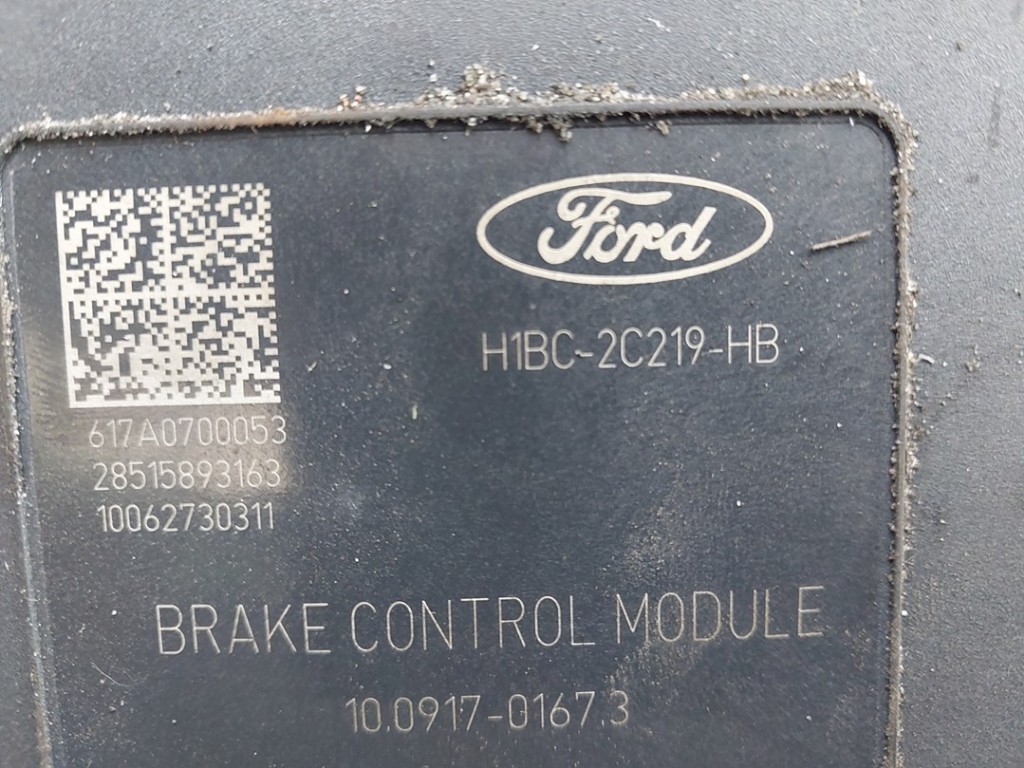 Ford
H1BC-2C219-HB
617A0700053
28515893163
10062730311
BRAKE CONTROL MODULE
10.0917-0167.3